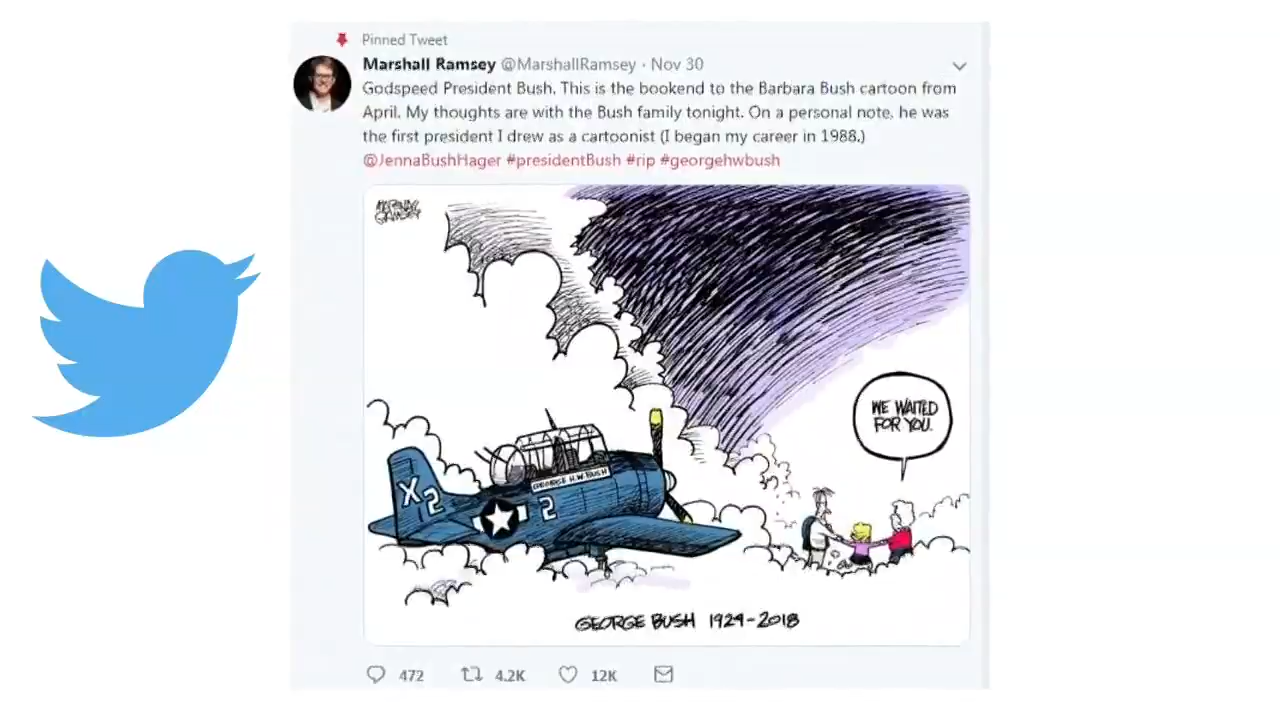 Pinned Tweet
Marshall Ramsey @MarshallRamsey · Nov 30
Godspeed President Bush. This is the bookend to the Barbara Bush cartoon from
April. My thoughts are with the Bush family tonight. On a personal note, he was
the first president I drew as a cartoonist (I began my career in 1988.)
@JennaBushHager #presidentBush #rip #georgehwbush
MARSHALL
RAMSEY
WE WAITED
FOR YOU.
GEORGE H.W. BUSH
X2
2
GEORGE BUSH 1924-2018
472 4.2K 12K